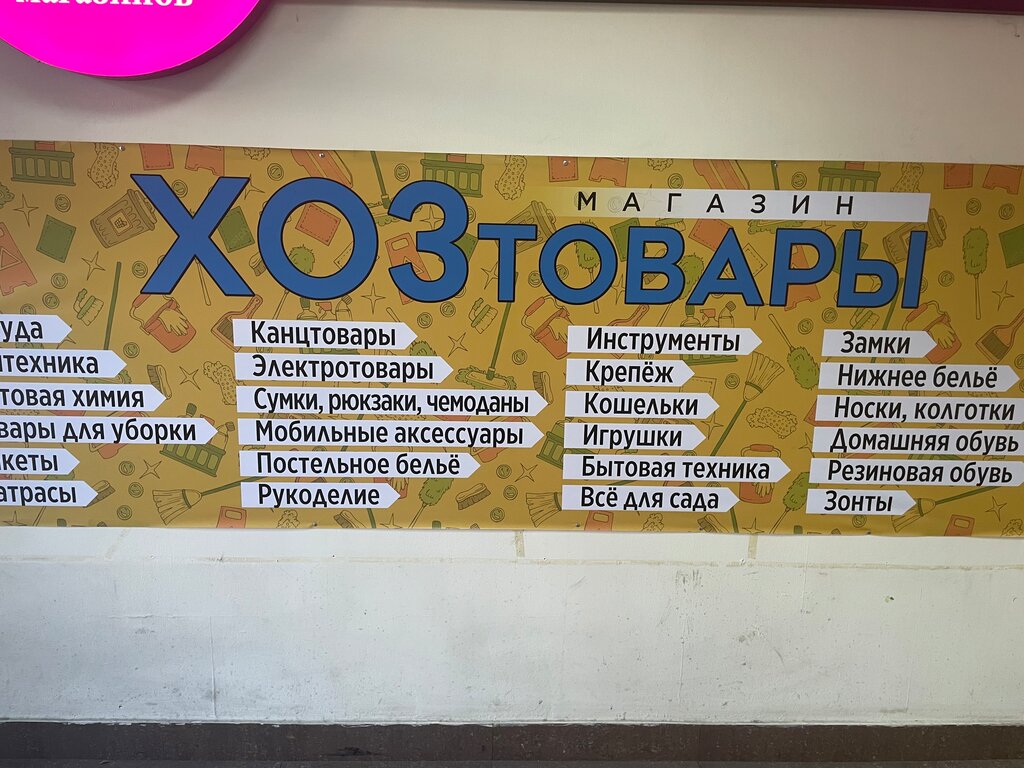 магазинов
МАГАЗИН
ХОЗТОВАРЫ
уда
техника
товая химия
вары для уборки
кеты
трасы
Канцтовары
Электротовары
Сумки, рюкзаки, чемоданы
Мобильные аксессуары
Постельное бельё
Рукоделие
Инструменты
Крепёж
Кошельки
Игрушки
Бытовая техника
Всё для сада
Замки
Нижнее бельё
Носки, колготки
Домашняя обувь
Резиновая обувь
Зонты